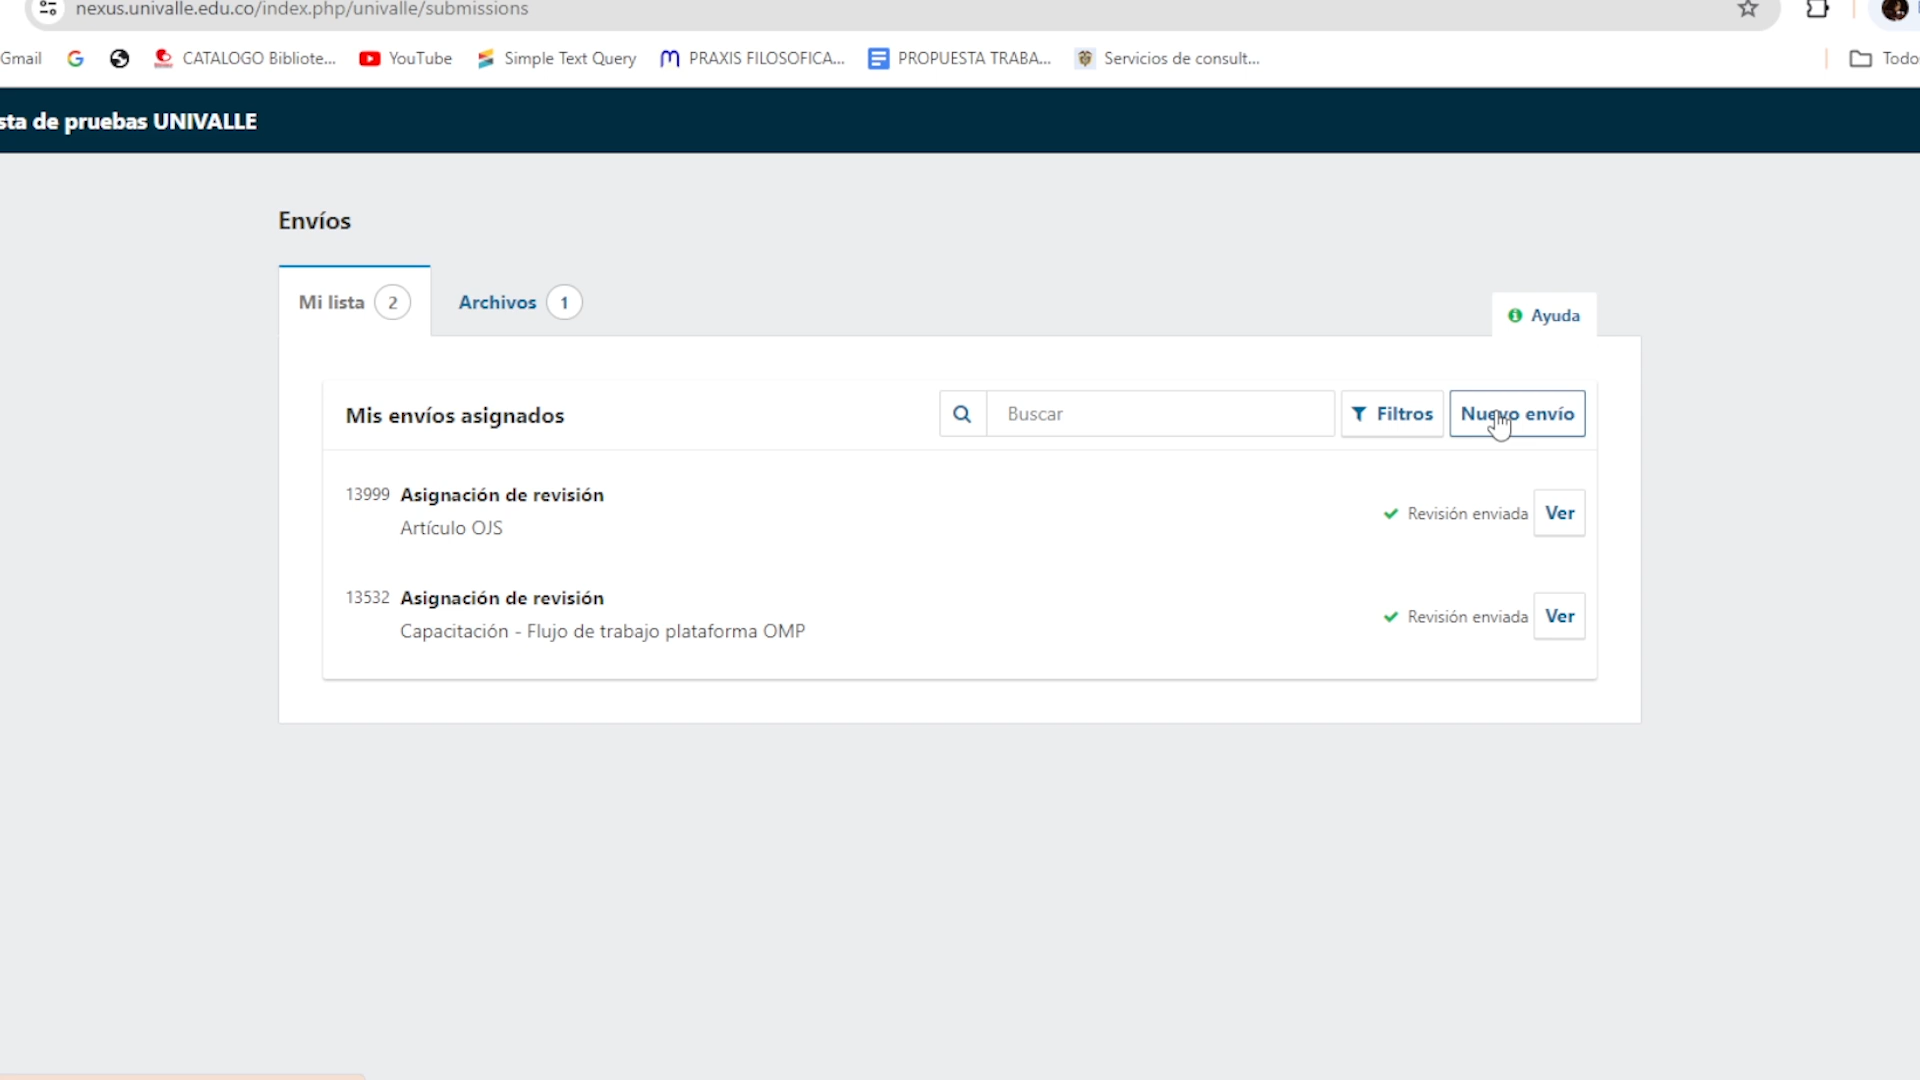 nexus.univalle.edu.co/index.php/univalle/submissions
Gmail CATALOGO Bibliote... YouTube Simple Text Query PRAXIS FILOSOFICA... PROPUESTA TRABA... Servicios de consult... Todo
sta de pruebas UNIVALLE
Envíos
Mi lista 2 Archivos 1
Ayuda
Mis envíos asignados Buscar Filtros Nuevo envío
13999 Asignación de revisión
Artículo OJS
Revisión enviada Ver
13532 Asignación de revisión
Capacitación - Flujo de trabajo plataforma OMP
Revisión enviada Ver